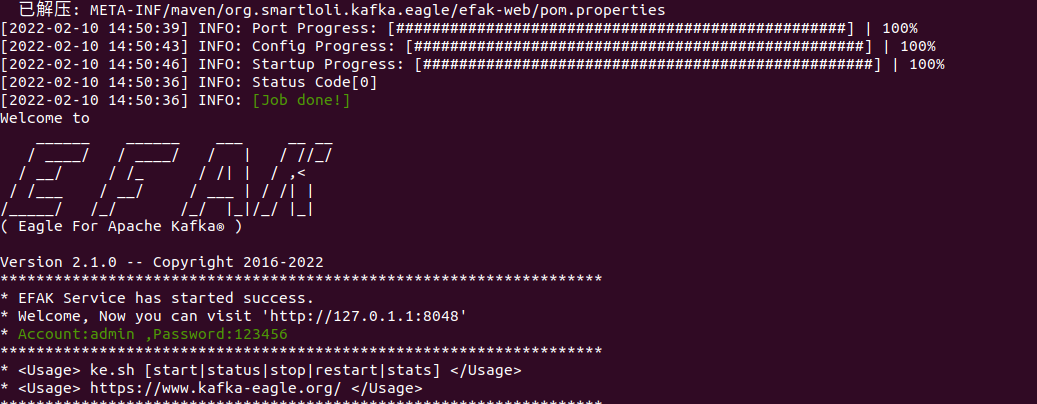 已解压: META-INF/maven/org.smartloli.kafka.eagle/efak-web/pom.properties
[2022-02-10 14:50:39] INFO: Port Progress: [##################################################] | 100%
[2022-02-10 14:50:43] INFO: Config Progress: [##################################################] | 100%
[2022-02-10 14:50:46] INFO: Startup Progress: [##################################################] | 100%
[2022-02-10 14:50:36] INFO: Status Code[0]
[2022-02-10 14:50:36] INFO: [Job done!]
Welcome to
    ______    ______    ___     __ __
   / ____/   / ____/   /   |   / //_/
  / __/     / /_      / /| |  / ,<
 / /___    / __/     / ___ | / /| |
/_____/   /_/       /_/  |_|/_/ |_|
( Eagle For Apache Kafka® )
Version 2.1.0 -- Copyright 2016-2022
*******************************************************************
* EFAK Service has started success.
* Welcome, Now you can visit 'http://127.0.1.1:8048'
* Account:admin ,Password:123456
*******************************************************************
* <Usage> ke.sh [start|status|stop|restart|stats] </Usage>
* <Usage> https://www.kafka-eagle.org/ </Usage>
*******************************************************************